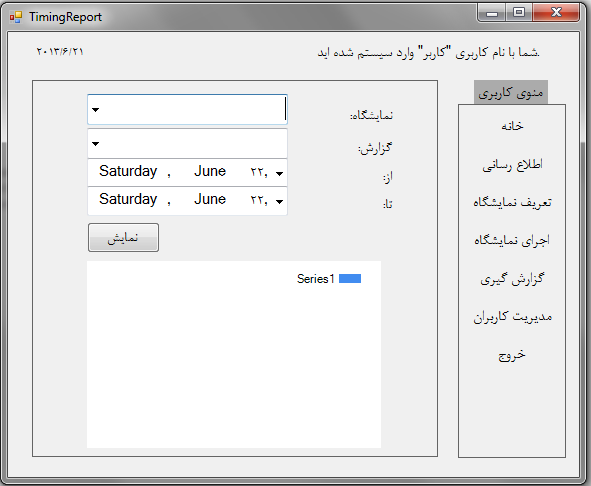 TimingReport
شما با نام کاربری "کاربر" وارد سیستم شده اید.
۲۰۱۳/۶/۲۱
منوی کاربری
خانه
اطلاع رسانی
تعریف نمایشگاه
اجرای نمایشگاه
گزارش گیری
مدیریت کاربران
خروج
نمایشگاه:
گزارش:
از:
Saturday , June ۲۲,
تا:
Saturday , June ۲۲,
نمایش
Series1